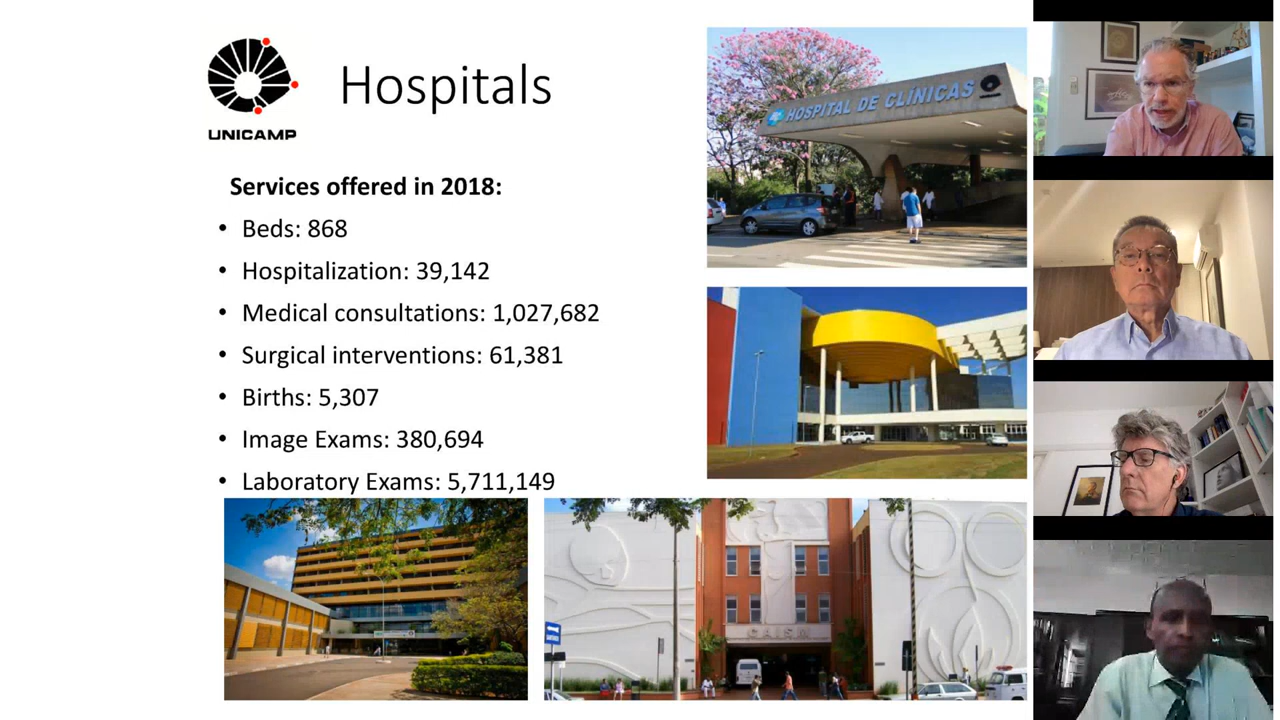 UNICAMP
Hospitals
Services offered in 2018:
• Beds: 868
• Hospitalization: 39,142
• Medical consultations: 1,027,682
• Surgical interventions: 61,381
• Births: 5,307
• Image Exams: 380,694
• Laboratory Exams: 5,711,149
HOSPITAL DE CLÍNICAS
CAISM